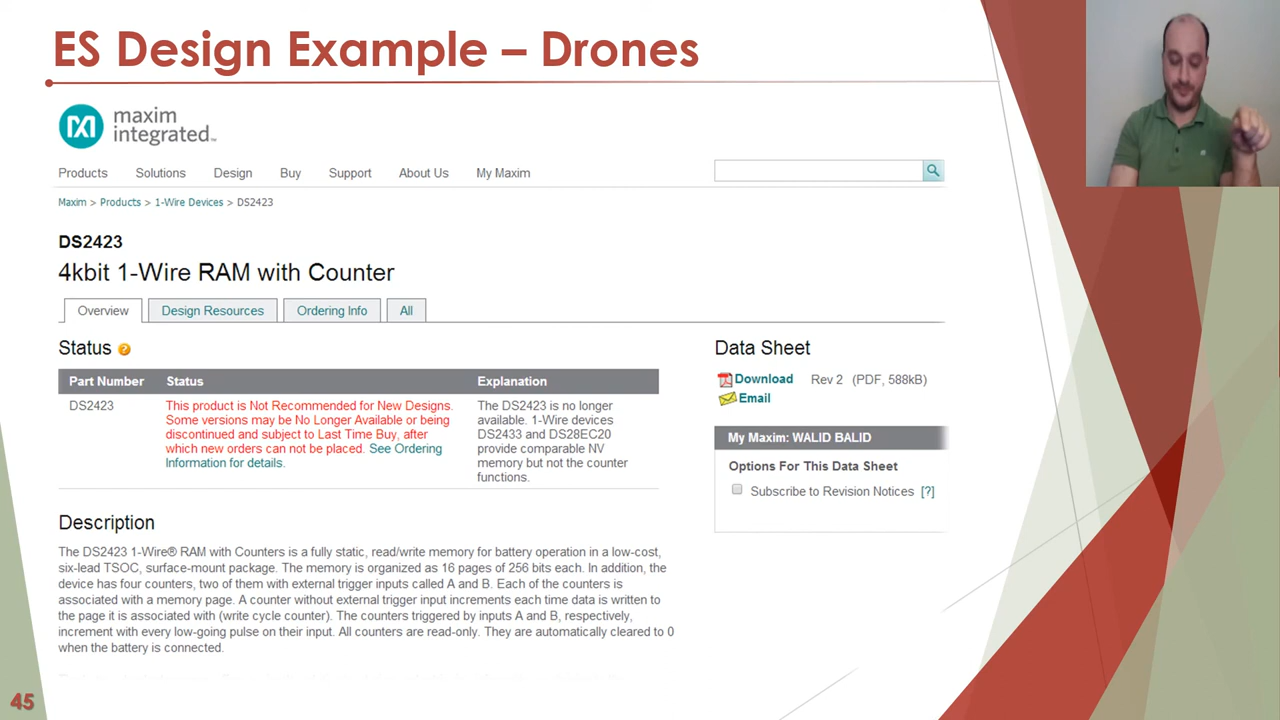 ES Design Example – Drones
maxim
integrated™
Products Solutions Design Buy Support About Us My Maxim
Maxim > Products > 1-Wire Devices > DS2423
DS2423
4kbit 1-Wire RAM with Counter
Overview Design Resources Ordering Info All
Status ?
Part Number Status Explanation
DS2423
This product is Not Recommended for New Designs.
Some versions may be No Longer Available or being
discontinued and subject to Last Time Buy, after
which new orders can not be placed. See Ordering
Information for details.
The DS2423 is no longer
available. 1-Wire devices
DS2433 and DS28EC20
provide comparable NV
memory but not the counter
functions.
Data Sheet
Download Rev 2 (PDF, 588kB)
Email
My Maxim: WALID BALID
Options For This Data Sheet
Subscribe to Revision Notices [?]
Description
The DS2423 1-Wire® RAM with Counters is a fully static, read/write memory for battery operation in a low-cost,
six-lead TSOC, surface-mount package. The memory is organized as 16 pages of 256 bits each. In addition, the
device has four counters, two of them with external trigger inputs called A and B. Each of the counters is
associated with a memory page. A counter without external trigger input increments each time data is written to
the page it is associated with (write cycle counter). The counters triggered by inputs A and B, respectively,
increment with every low-going pulse on their input. All counters are read-only. They are automatically cleared to 0
when the battery is connected.
45